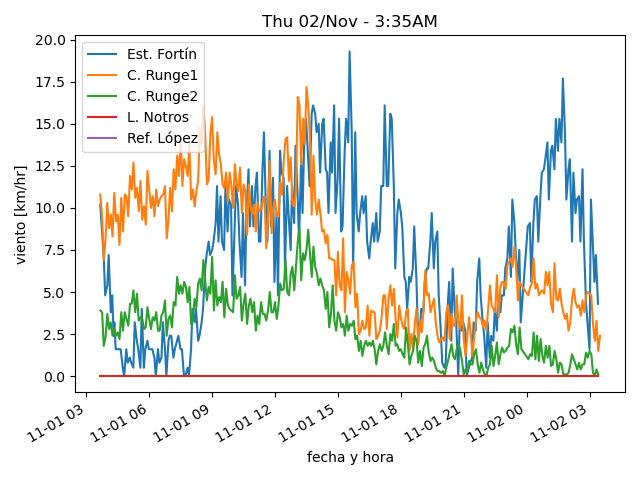 Thu 02/Nov - 3:35AM
20.0
17.5
15.0
12.5
10.0
7.5
5.0
2.5
0.0
viento [km/hr]
Est. Fortín
C. Runge1
C. Runge2
L. Notros
Ref. López
11-01 03
11-01 06
11-01 09
11-01 12
11-01 15
11-01 18
11-01 21
11-02 00
11-02 03
fecha y hora